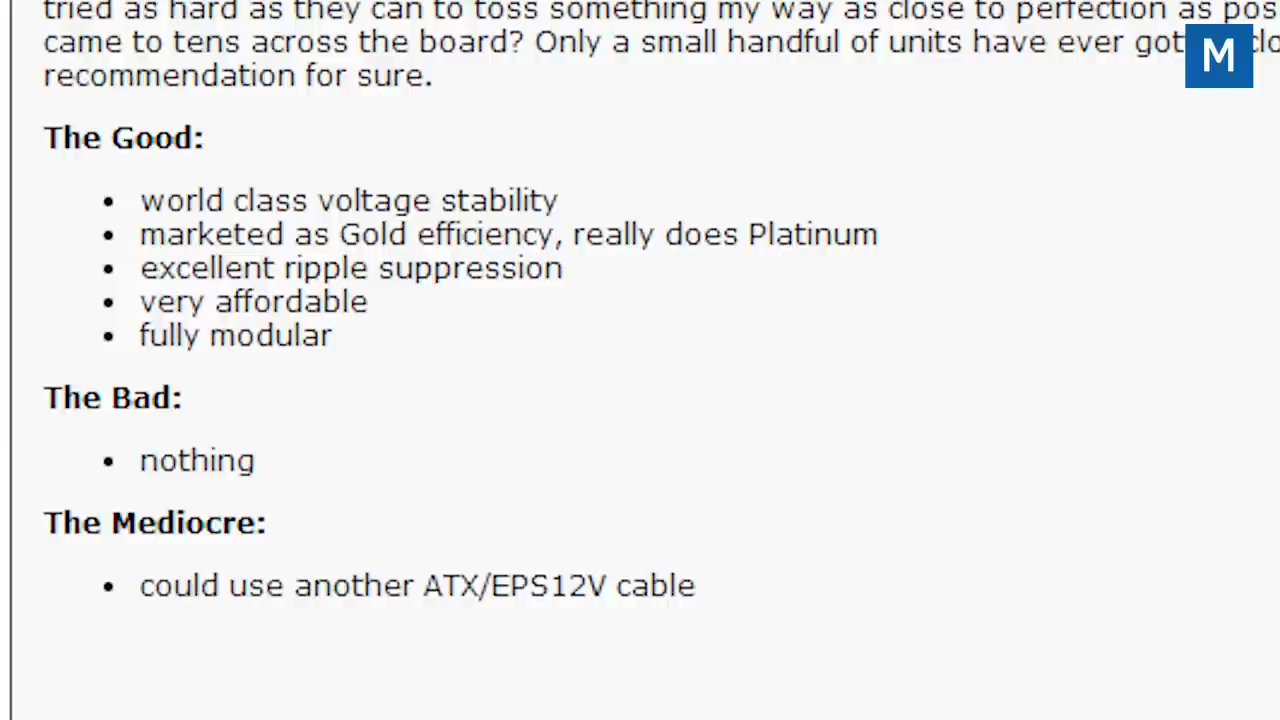 tried as hard as they can to toss something my way as close to perfection as
came to tens across the board? Only a small handful of units have ever got
M
recommendation for sure.
The Good:
• world class voltage stability
• marketed as Gold efficiency, really does Platinum
• excellent ripple suppression
• very affordable
• fully modular
The Bad:
• nothing
The Mediocre:
• could use another ATX/EPS12V cable